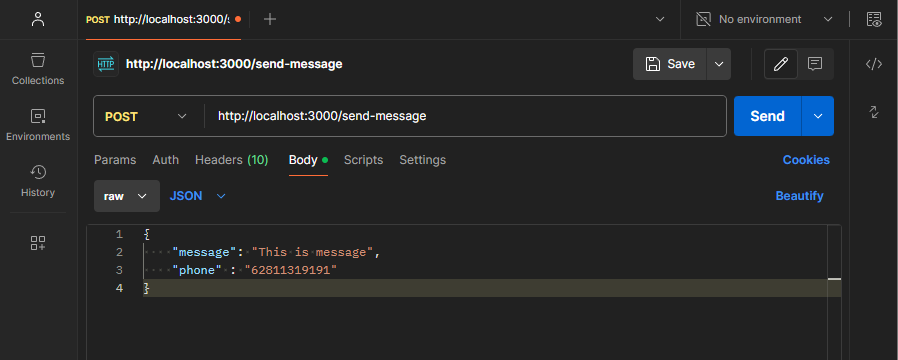 POST http://localhost:3000/s
No environment
Collections
Environments
History
HTTP http://localhost:3000/send-message
Save
POST http://localhost:3000/send-message
Send
Params Auth Headers (10) Body Scripts Settings Cookies
raw JSON Beautify
1 {
2 "message": "This is message",
3 "phone" : "62811319191"
4 }